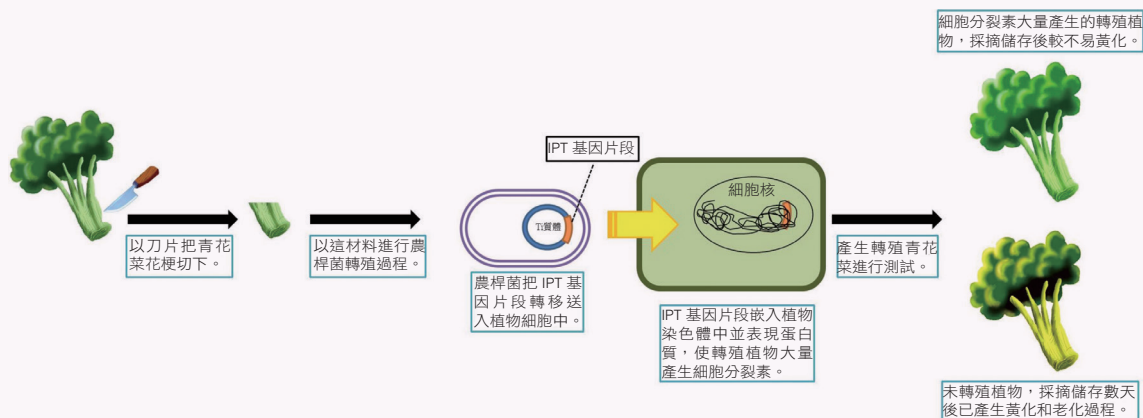 以刀片把青花
菜花梗切下。
以這材料進行農
桿菌轉殖過程。
IPT 基因片段
Ti質體
農桿菌把 IPT 基
因片段轉移送
入植物細胞中。
細胞核
IPT 基因片段嵌入植物
染色體中並表現蛋白
質，使轉殖植物大量
產生細胞分裂素。
產生轉殖青花
菜進行測試。
細胞分裂素大量產生的轉殖植
物，採摘儲存後較不易黃化。
未轉殖植物，採摘儲存數天
後已產生黃化和老化過程。